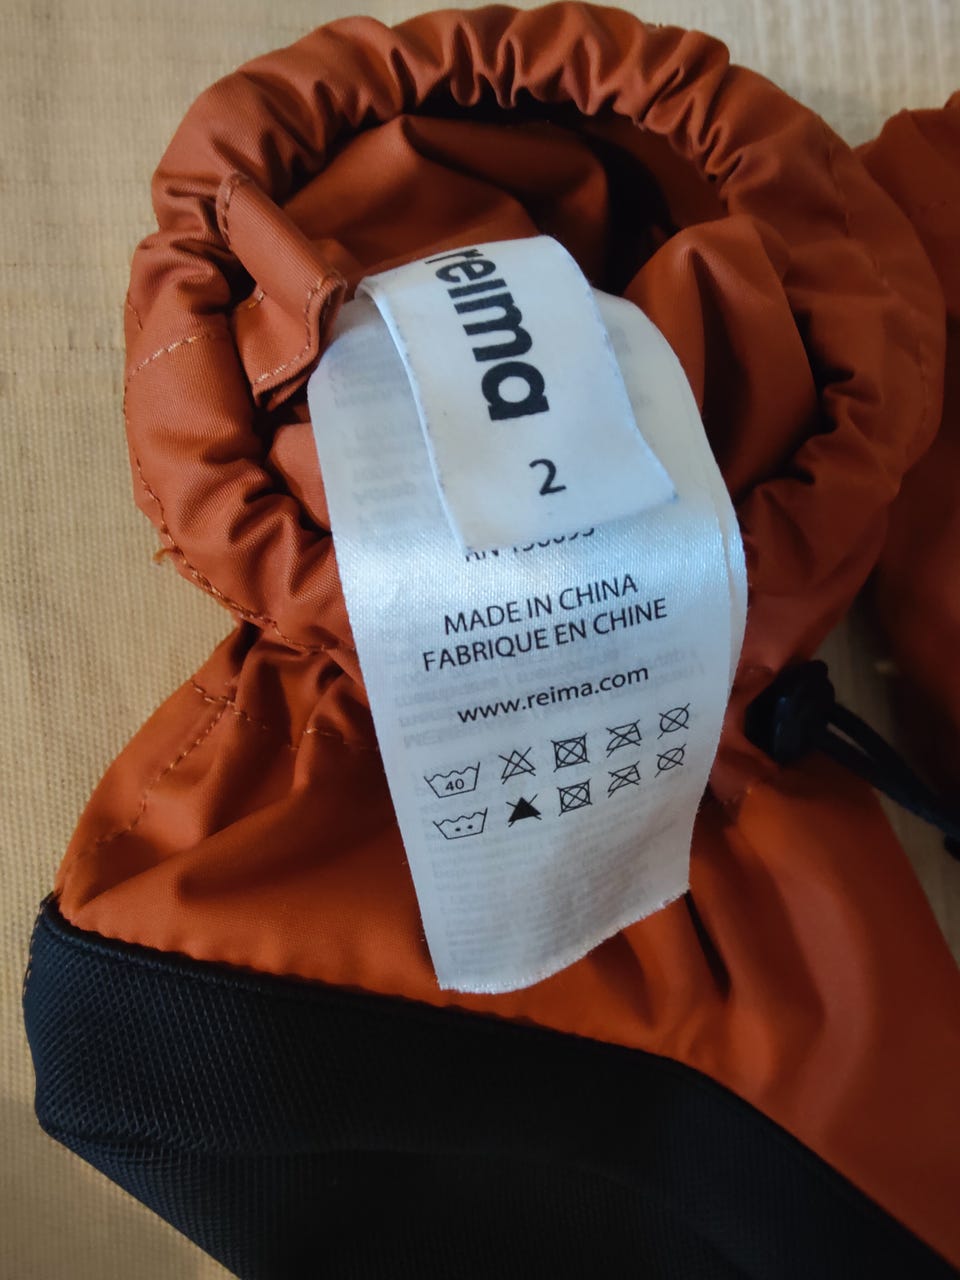 reima
2
MADE IN CHINA
FABRIQUE EN CHINE
www.reima.com
40